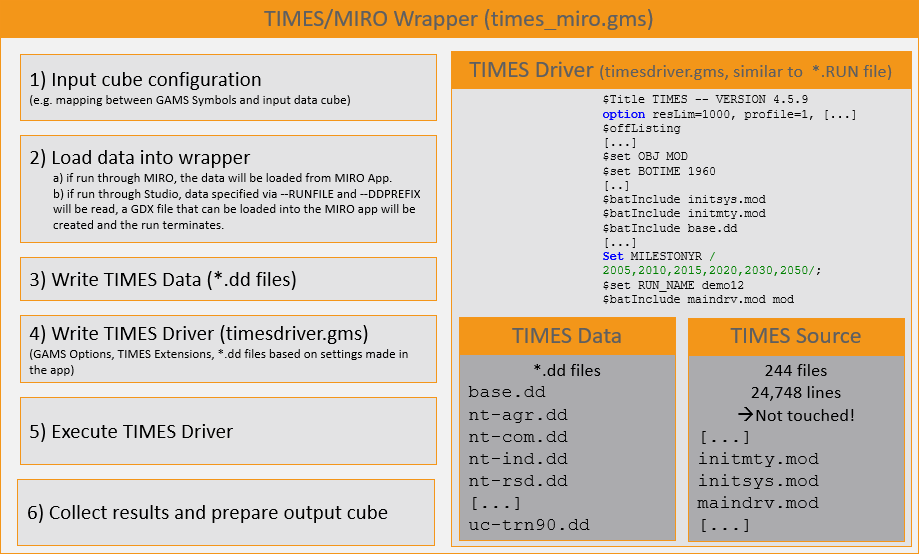 TIMES/MIRO Wrapper (times_miro.gms)
1) Input cube configuration
(e.g. mapping between GAMS Symbols and input data cube)
2) Load data into wrapper
a) if run through MIRO, the data will be loaded from MIRO App.
b) if run through Studio, data specified via --RUNFILE and --DDPREFIX
will be read, a GDX file that can be loaded into the MIRO app will be
created and the run terminates.
3) Write TIMES Data (*.dd files)
4) Write TIMES Driver (timesdriver.gms)
(GAMS Options, TIMES Extensions, *.dd files based on settings made in
the app)
5) Execute TIMES Driver
6) Collect results and prepare output cube
TIMES Driver (timesdriver.gms, similar to *.RUN file)
$Title TIMES -- VERSION 4.5.9
option resLim=1000, profile=1, [...]
$offListing
[...]
$set OBJ MOD
$set BOTIME 1960
[..]
$batInclude initsys.mod
$batInclude initmty.mod
$batInclude base.dd
[...]
Set MILESTONYR /
2005,2010,2015,2020,2030,2050/;
$set RUN_NAME demo12
$batInclude maindrv.mod mod
TIMES Data
*.dd files
base.dd
nt-agr.dd
nt-com.dd
nt-ind.dd
nt-rsd.dd
[...]
uc-trn90.dd
TIMES Source
244 files
24,748 lines
→Not touched!
[...]
initmty.mod
initsys.mod
maindrv.mod
[...]